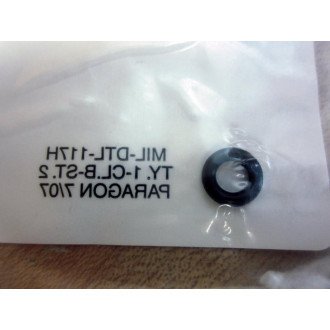 MIL-DTL-117H
TY.1-CL.B-ST.2
PARAGON 7/07